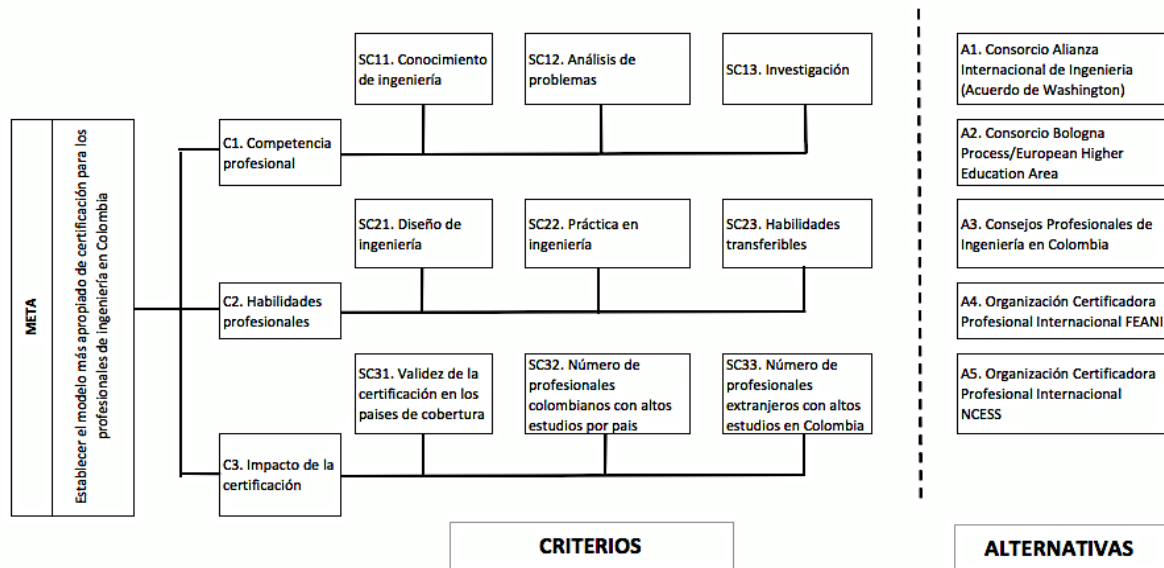 META
Establecer el modelo más apropiado de certificación para los
profesionales de ingeniería en Colombia
C1. Competencia
profesional
SC11. Conocimiento
de ingeniería
SC12. Análisis de
problemas
SC13. Investigación
C2. Habilidades
profesionales
SC21. Diseño de
ingeniería
SC22. Práctica en
ingeniería
SC23. Habilidades
transferibles
C3. Impacto de la
certificación
SC31. Validez de la
certificación en los
paises de cobertura
SC32. Número de
profesionales
colombianos con altos
estudios por pais
SC33. Número de
profesionales
extranjeros con altos
estudios en Colombia
CRITERIOS
A1. Consorcio Alianza
Internacional de Ingenieria
(Acuerdo de Washington)
A2. Consorcio Bologna
Process/European Higher
Education Area
A3. Consejos Profesionales de
Ingeniería en Colombia
A4. Organización Certificadora
Profesional Internacional FEANI
A5. Organización Certificadora
Profesional Internacional
NCESS
ALTERNATIVAS